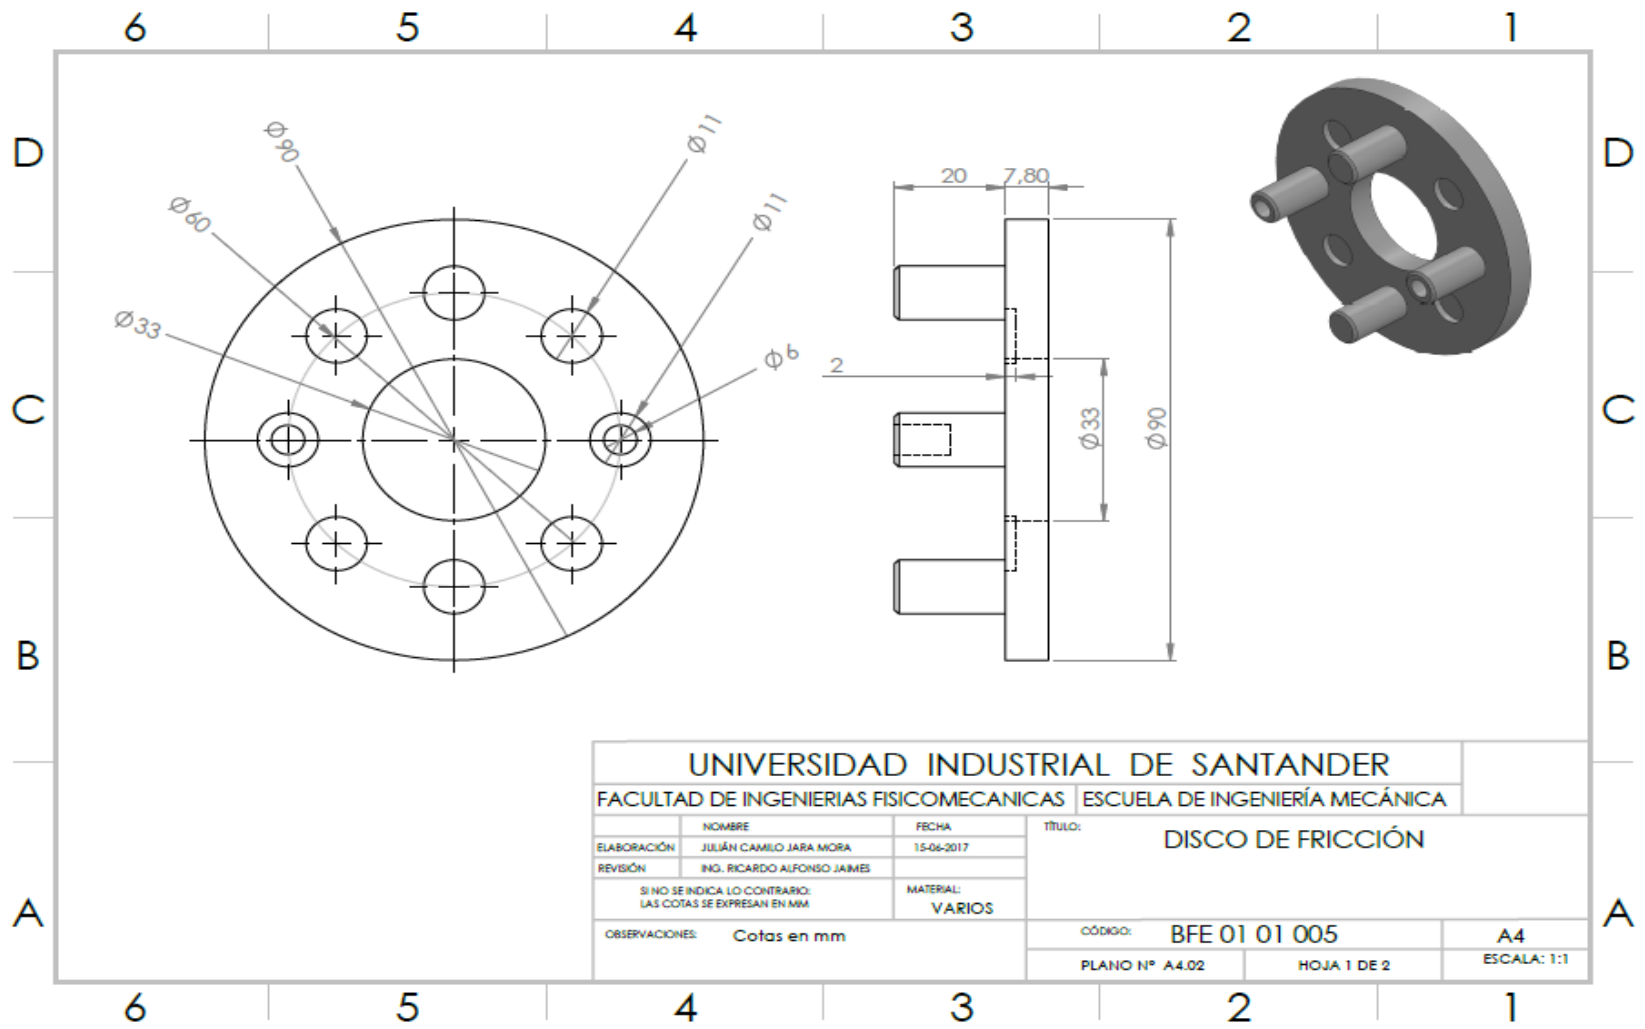 6 5 4 3 2 1
D D
C C
B B
A A
Ø90
Ø60
Ø33
Ø11
Ø11
Ø6
20 7,80
2
Ø33
Ø90
UNIVERSIDAD INDUSTRIAL DE SANTANDER
FACULTAD DE INGENIERIAS FISICOMECANICAS ESCUELA DE INGENIERÍA MECÁNICA
NOMBRE FECHA TÍTULO:
DISCO DE FRICCIÓN
ELABORACIÓN JULIÁN CAMILO JARA MORA 15-06-2017
REVISIÓN ING. RICARDO ALFONSO JAIMES
SI NO SE INDICA LO CONTRARIO:
LAS COTAS SE EXPRESAN EN MM
MATERIAL:
VARIOS
OBSERVACIONES: Cotas en mm
CÓDIGO: BFE 01 01 005 A4
PLANO Nº A4.02 HOJA 1 DE 2 ESCALA: 1:1
6 5 4 3 2 1